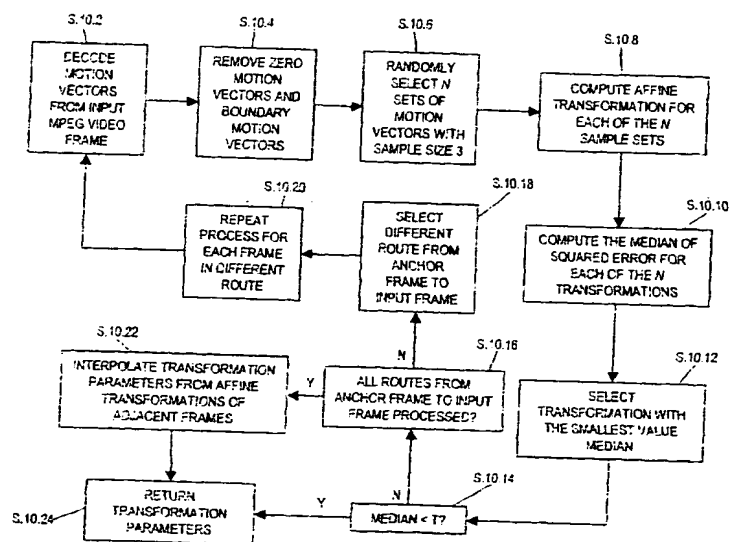 S.10.2
DECODE
MOTION
VECTORS
FROM INPUT
MPEG VIDEO
FRAME
S.10.4
REMOVE ZERO
MOTION
VECTORS AND
BOUNDARY
MOTION
VECTORS
S.10.6
RANDOMLY
SELECT N
SETS OF
MOTION
VECTORS WITH
SAMPLE SIZE 3
S.10.8
COMPUTE AFFINE
TRANSFORMATION FOR
EACH OF THE N
SAMPLE SETS
S.10.20
REPEAT
PROCESS FOR
EACH FRAME
IN DIFFERENT
ROUTE
S.10.18
SELECT
DIFFERENT
ROUTE FROM
ANCHOR
FRAME TO
INPUT FRAME
S.10.10
COMPUTE THE MEDIAN OF
SQUARED ERROR FOR
EACH OF THE N
TRANSFORMATIONS
S.10.22
INTERPOLATE TRANSFORMATION
PARAMETERS FROM AFFINE
TRANSFORMATIONS OF
ADJACENT FRAMES
Y
N
S.10.16
ALL ROUTES FROM
ANCHOR FRAME TO INPUT
FRAME PROCESSED?
S.10.12
SELECT
TRANSFORMATION WITH
THE SMALLEST VALUE
MEDIAN
S.10.24
RETURN
TRANSFORMATION
PARAMETERS
Y
N
S.10.14
MEDIAN < T?